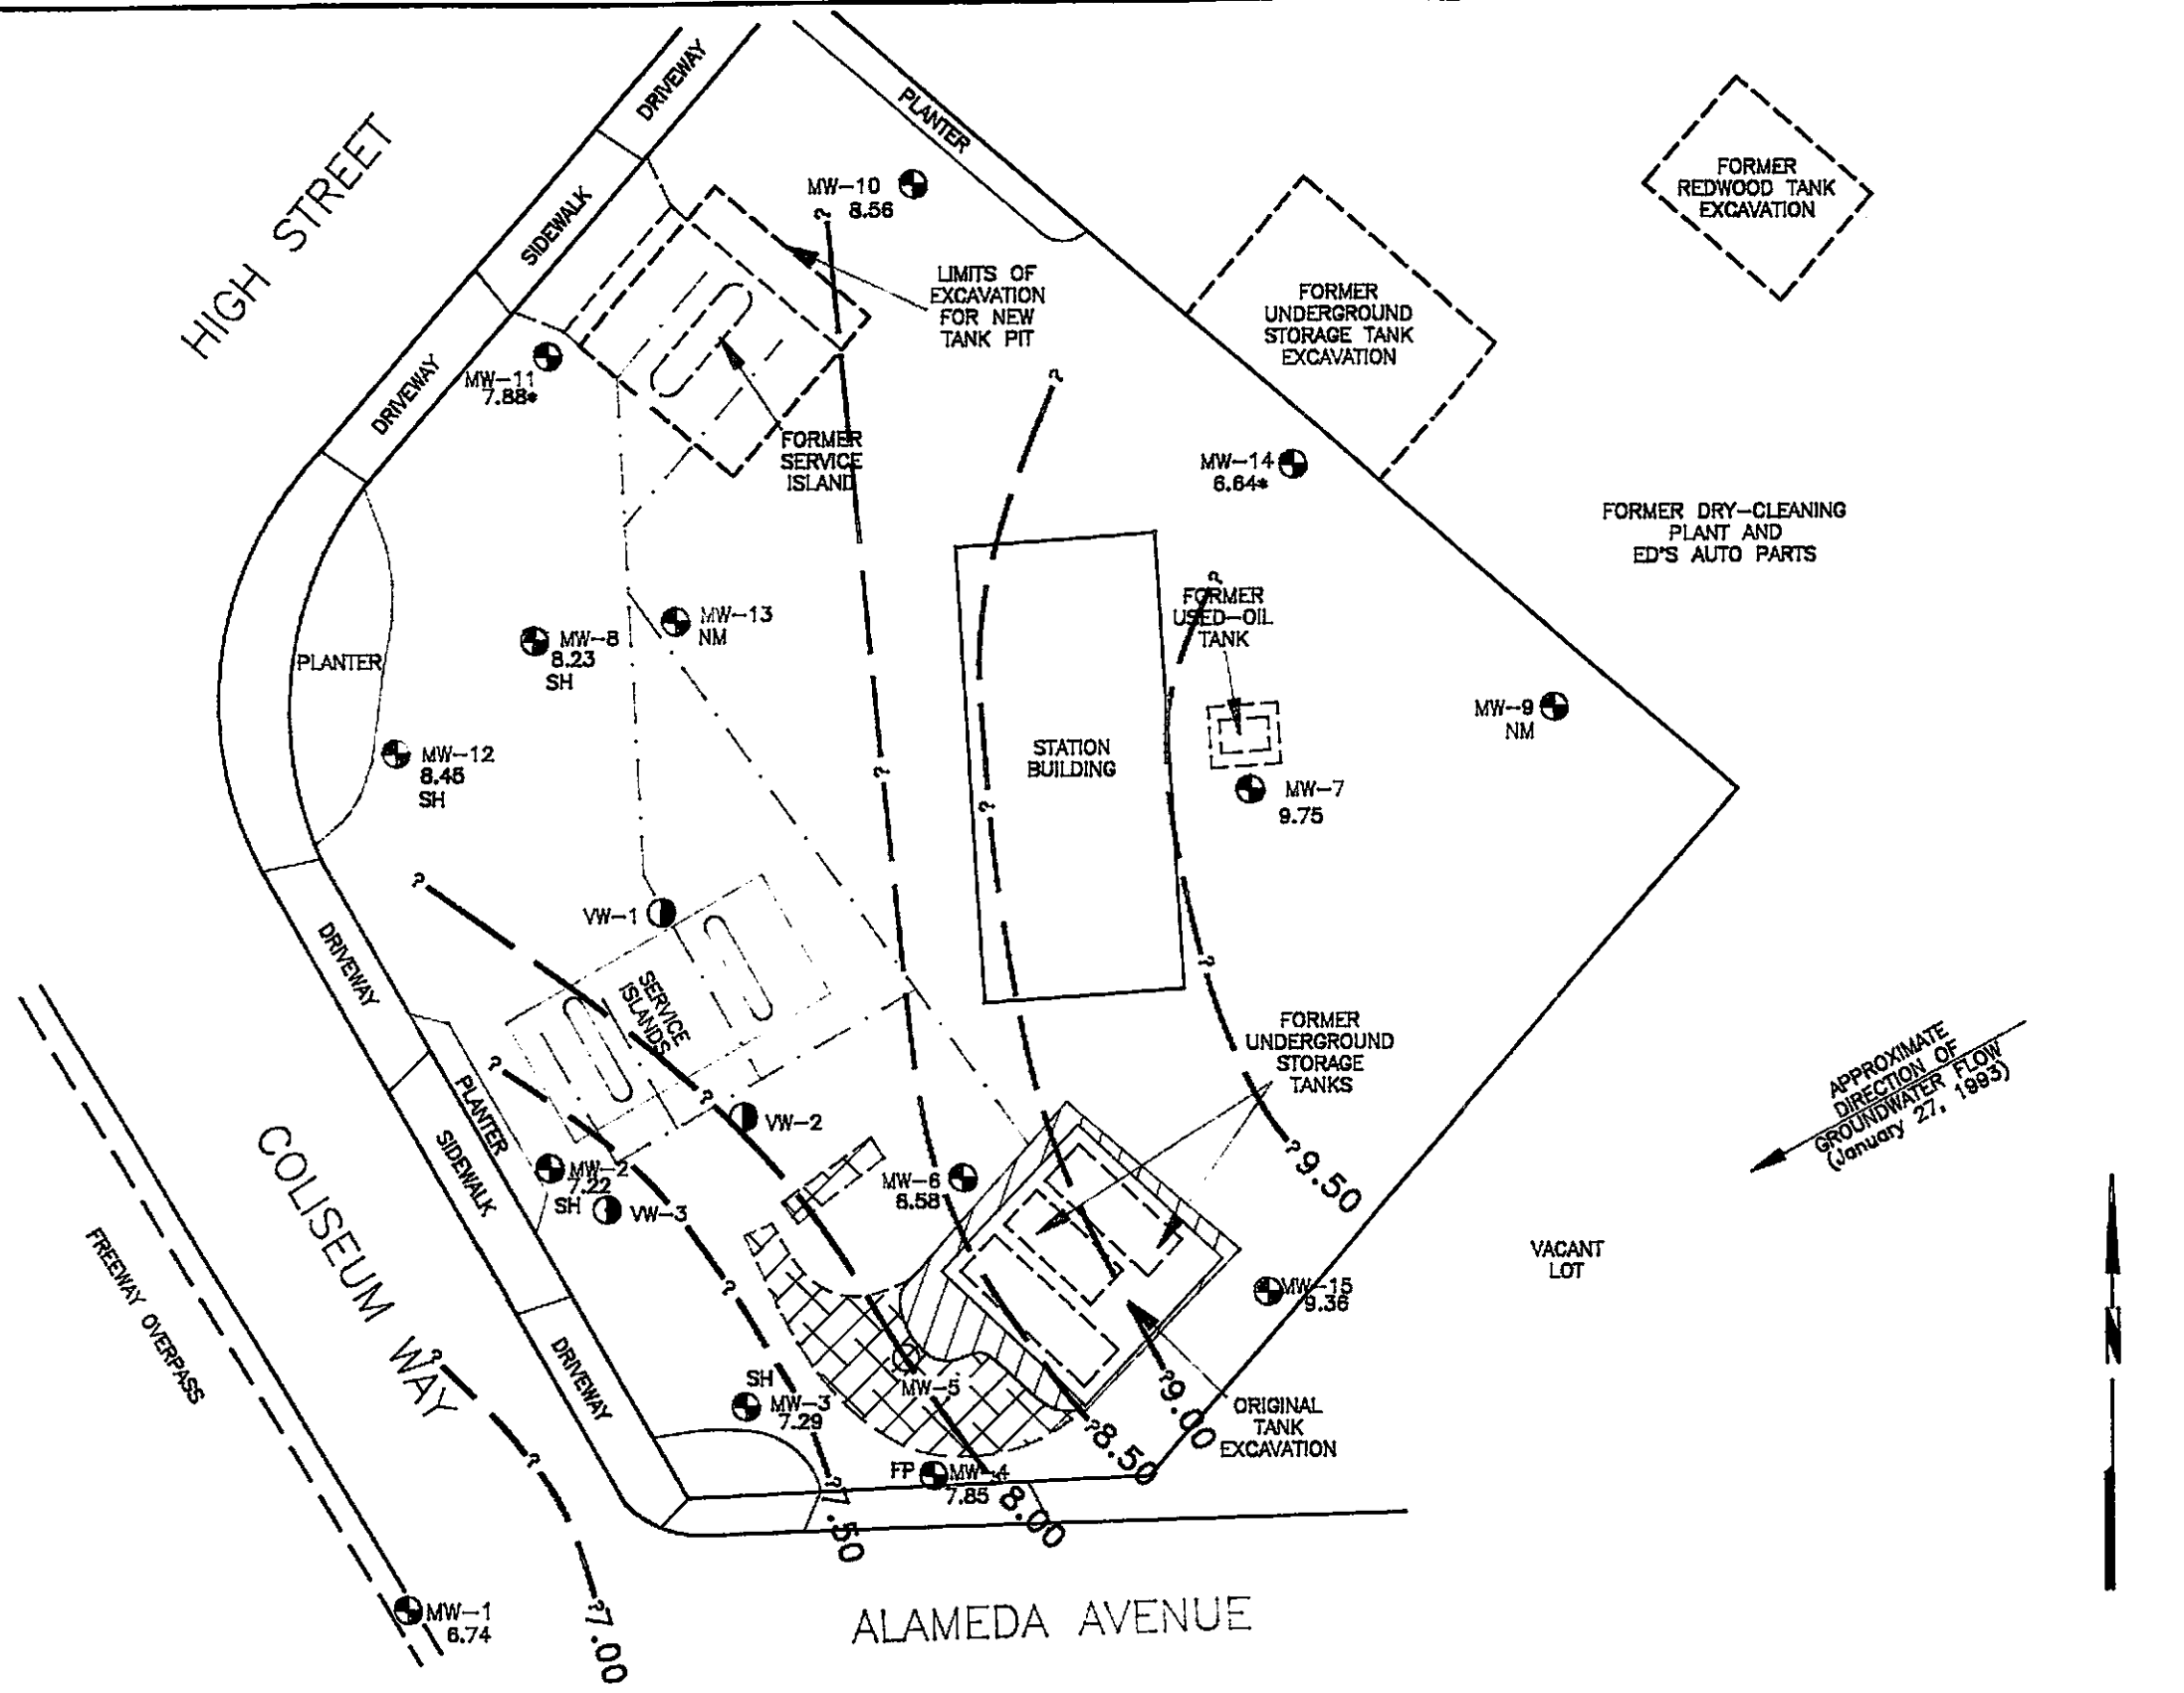 DRIVEWAY
PLANTER
HIGH STREET
SIDEWALK
MW-10
8.56
?
FORMER
REDWOOD TANK
EXCAVATION
LIMITS OF
EXCAVATION
FOR NEW
TANK PIT
FORMER
UNDERGROUND
STORAGE TANK
EXCAVATION
MW-11
7.88*
DRIVEWAY
?
FORMER
SERVICE
ISLAND
MW-14
6.64*
FORMER DRY-CLEANING
PLANT AND
ED'S AUTO PARTS
?
FORMER
USED-OIL
TANK
MW-13
NM
MW-8
8.23
SH
PLANTER
MW-9
NM
MW-12
8.45
SH
STATION
BUILDING
?
?
MW-7
9.75
?
VW-1
DRIVEWAY
SERVICE
ISLANDS
?
FORMER
UNDERGROUND
STORAGE
TANKS
APPROXIMATE
DIRECTION OF
GROUNDWATER FLOW
(January 27, 1993)
?
?
VW-2
PLANTER
SIDEWALK
COLISEUM WAY
MW-2
7.22
SH
VW-3
MW-6
8.58
?9.50
FREEWAY OVERPASS
VACANT
LOT
?
MW-15
9.36
N
DRIVEWAY
?
SH
MW-3
7.29
MW-5
?9.00
ORIGINAL
TANK
EXCAVATION
?8.50
?
FP
MW-4
7.85
8.00
?7.50
MW-1
6.74
?7.00
ALAMEDA AVENUE